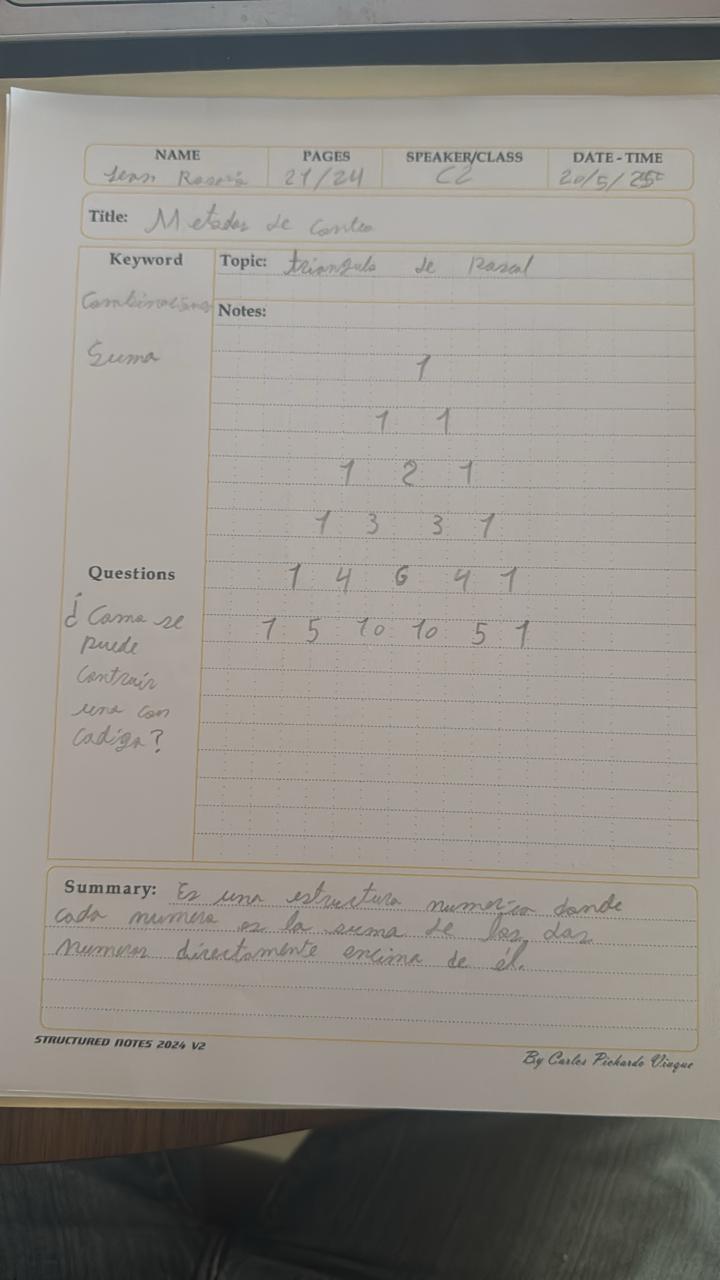 NAME PAGES SPEAKER/CLASS DATE - TIME
21/24 C2 20/5/25
Title: Metodos de conteo
Keyword
Topic: triangulo de Pascal
Combinaciones
Notes:
Suma
1
1 1
1 2 1
1 3 3 1
1 4 6 4 1
1 5 10 10 5 1
Questions
¿Como se
puede
contruir
una con
codigo?
Summary: Es una estructura numerica donde
cada numero es la suma de los dos
numeros directamente encima de él.
STRUCTURED NOTES 2024 V2
By Carlos Pichardo Viuque